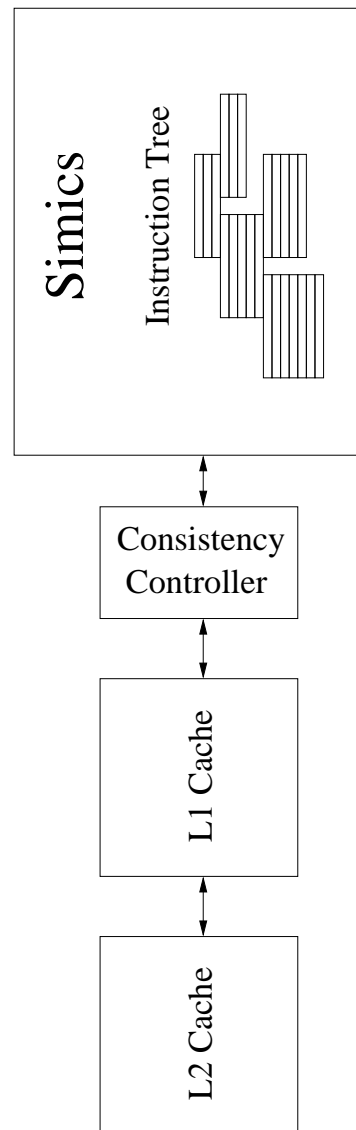 Simics
Instruction Tree
Consistency
Controller
L1 Cache
L2 Cache